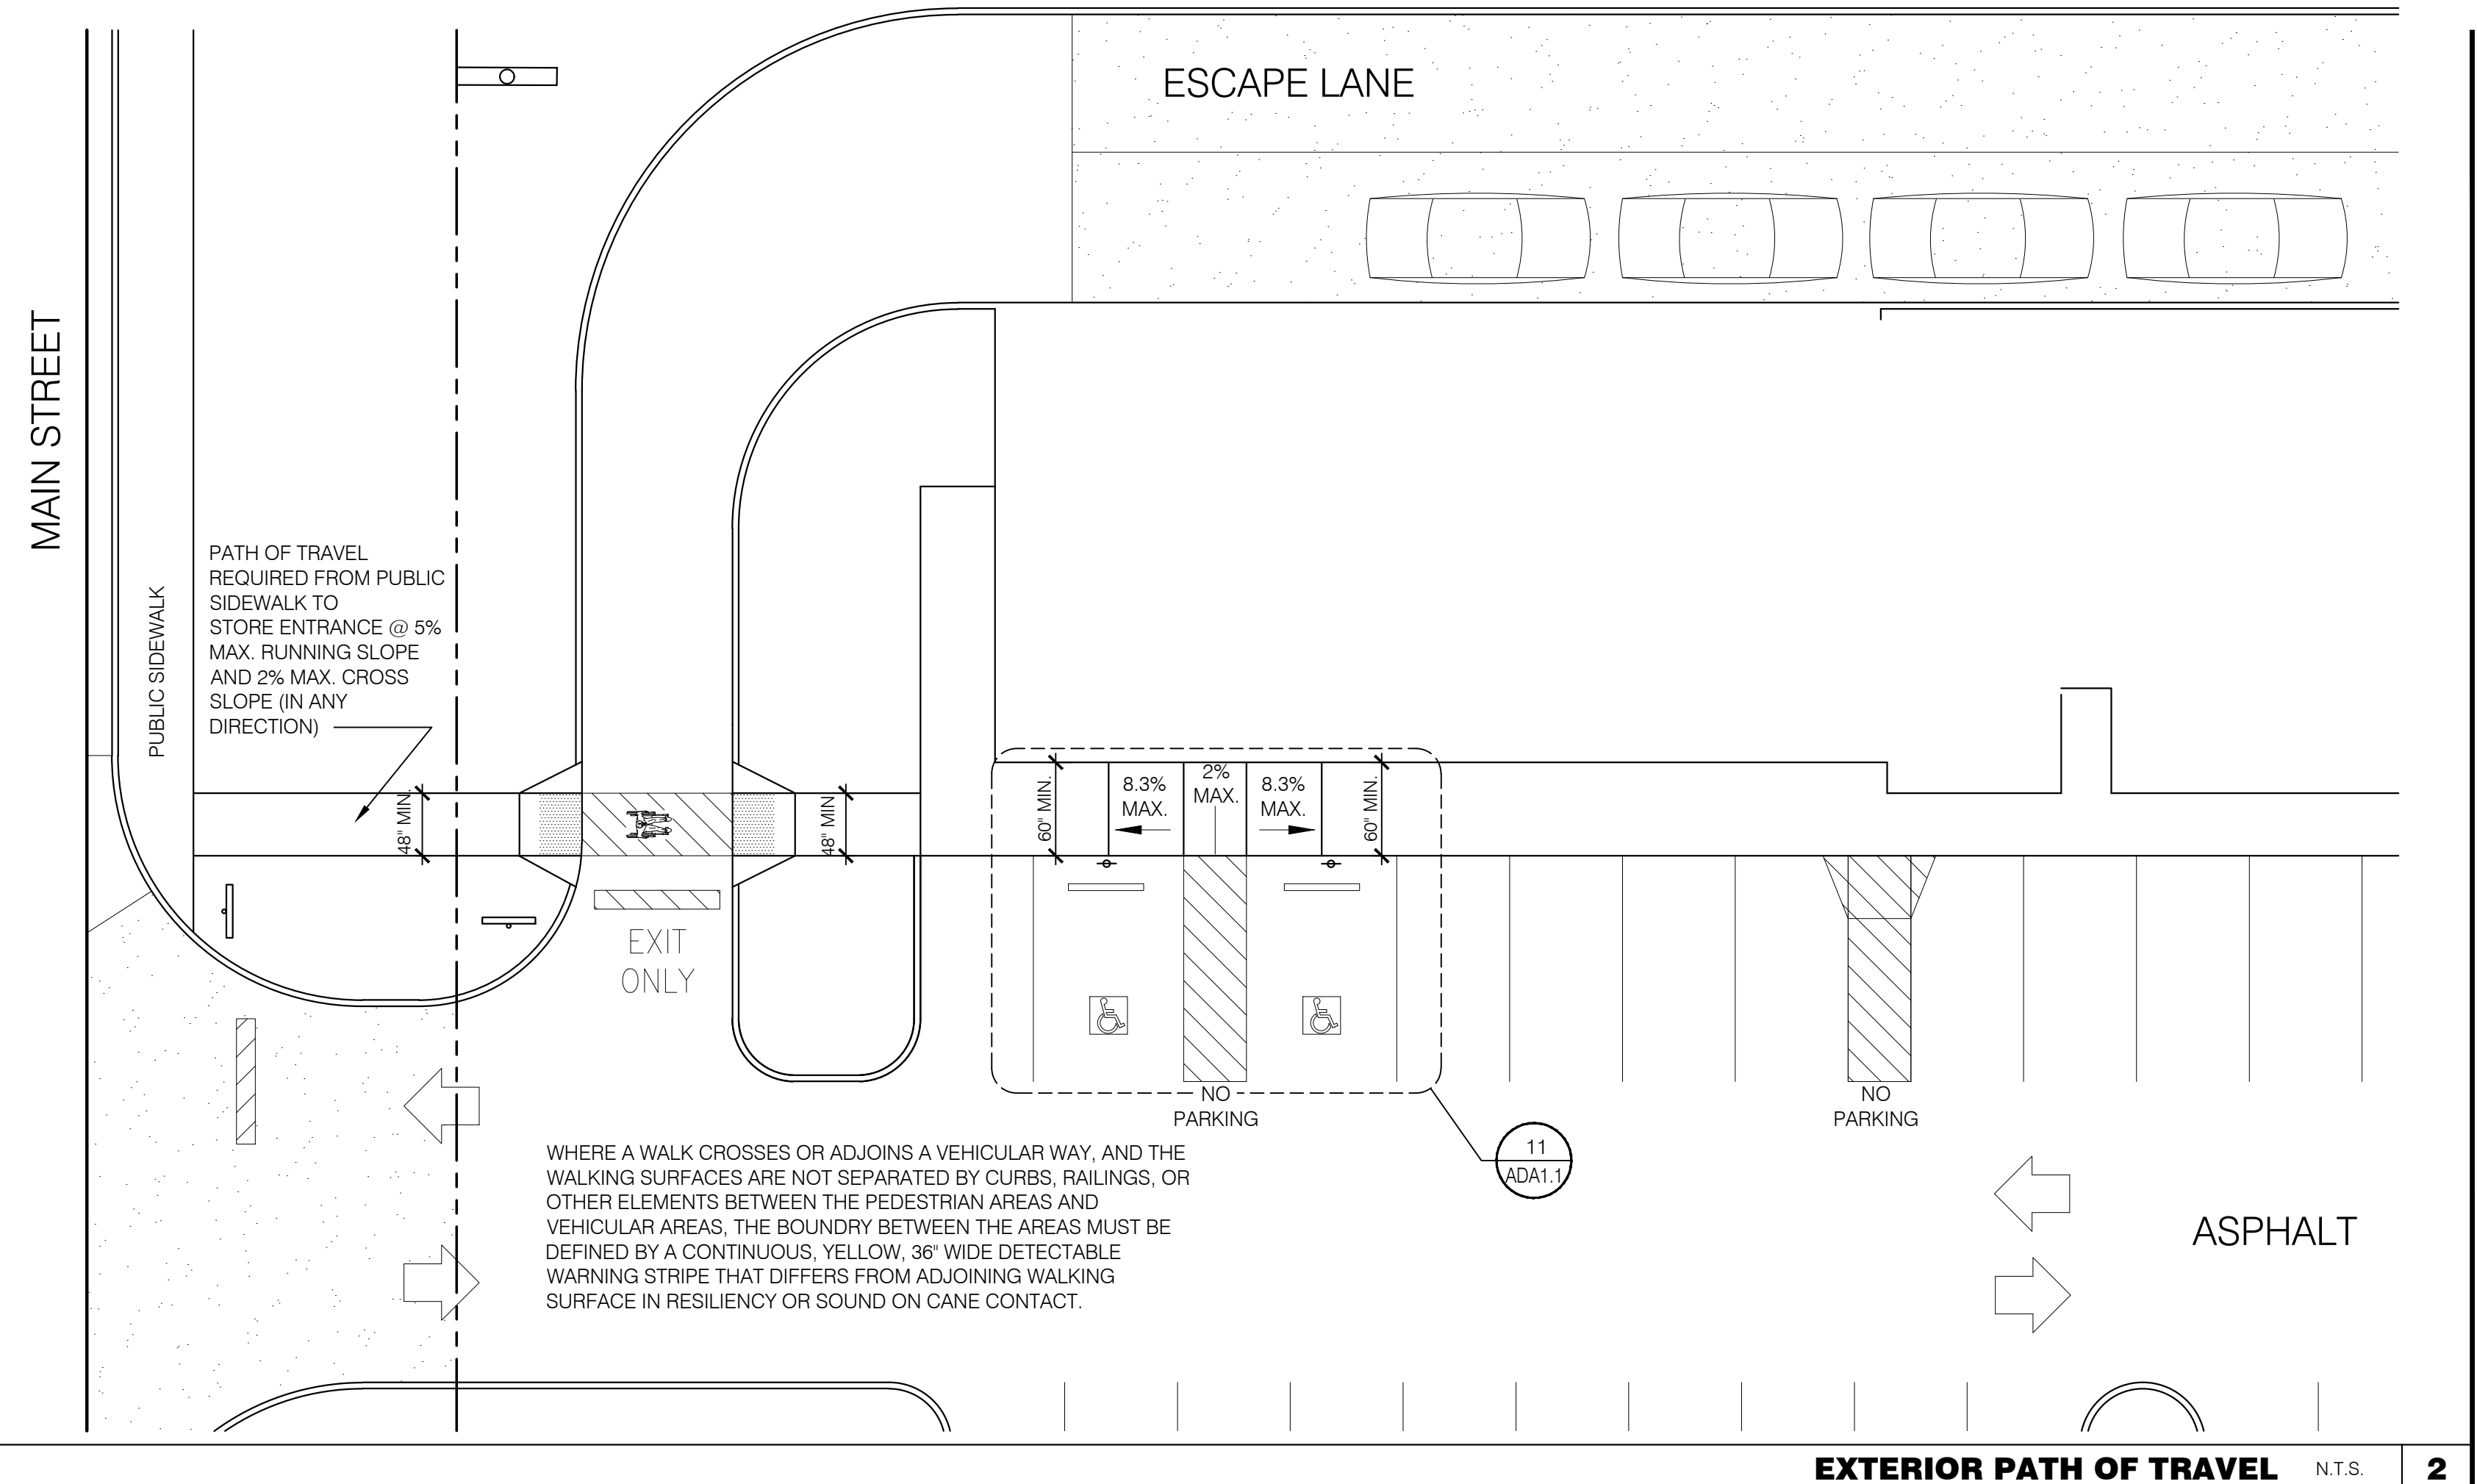 ESCAPE LANE
MAIN STREET
PUBLIC SIDEWALK
PATH OF TRAVEL
REQUIRED FROM PUBLIC
SIDEWALK TO
STORE ENTRANCE @ 5%
MAX. RUNNING SLOPE
AND 2% MAX. CROSS
SLOPE (IN ANY
DIRECTION)
48" MIN.
48" MIN.
60" MIN.
8.3%
MAX.
2%
MAX.
8.3%
MAX.
60" MIN.
EXIT
ONLY
NO
PARKING
NO
PARKING
WHERE A WALK CROSSES OR ADJOINS A VEHICULAR WAY, AND THE
WALKING SURFACES ARE NOT SEPARATED BY CURBS, RAILINGS, OR
OTHER ELEMENTS BETWEEN THE PEDESTRIAN AREAS AND
VEHICULAR AREAS, THE BOUNDRY BETWEEN THE AREAS MUST BE
DEFINED BY A CONTINUOUS, YELLOW, 36" WIDE DETECTABLE
WARNING STRIPE THAT DIFFERS FROM ADJOINING WALKING
SURFACE IN RESILIENCY OR SOUND ON CANE CONTACT.
11
ADA1.1
ASPHALT
EXTERIOR PATH OF TRAVEL N.T.S. 2